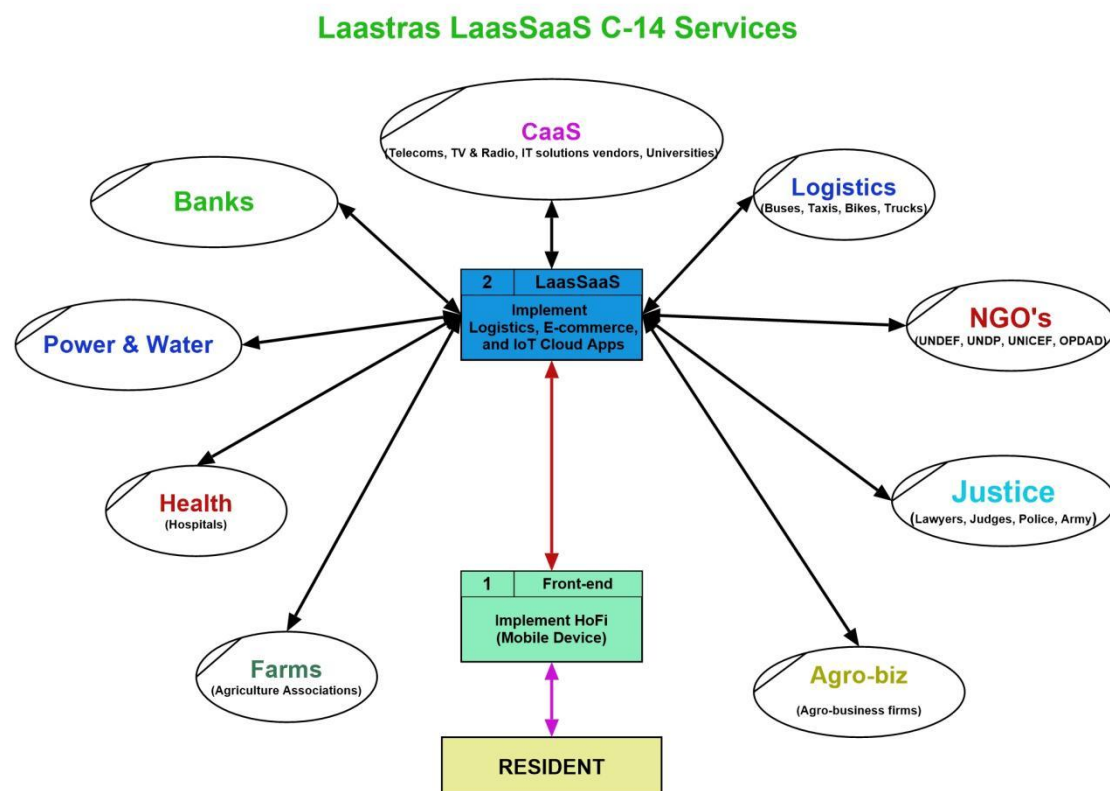 Laastras LaasSaaS C-14 Services
CaaS
(Telecoms, TV & Radio, IT solutions vendors, Universities)
Banks
Logistics
(Buses, Taxis, Bikes, Trucks)
2 LaasSaaS
Implement
Logistics, E-commerce,
and IoT Cloud Apps
Power & Water
NGO's
(UNDEF, UNDP, UNICEF, OPDAD)
Health
(Hospitals)
Justice
(Lawyers, Judges, Police, Army)
1 Front-end
Implement HoFi
(Mobile Device)
Farms
(Agriculture Associations)
Agro-biz
(Agro-business firms)
RESIDENT